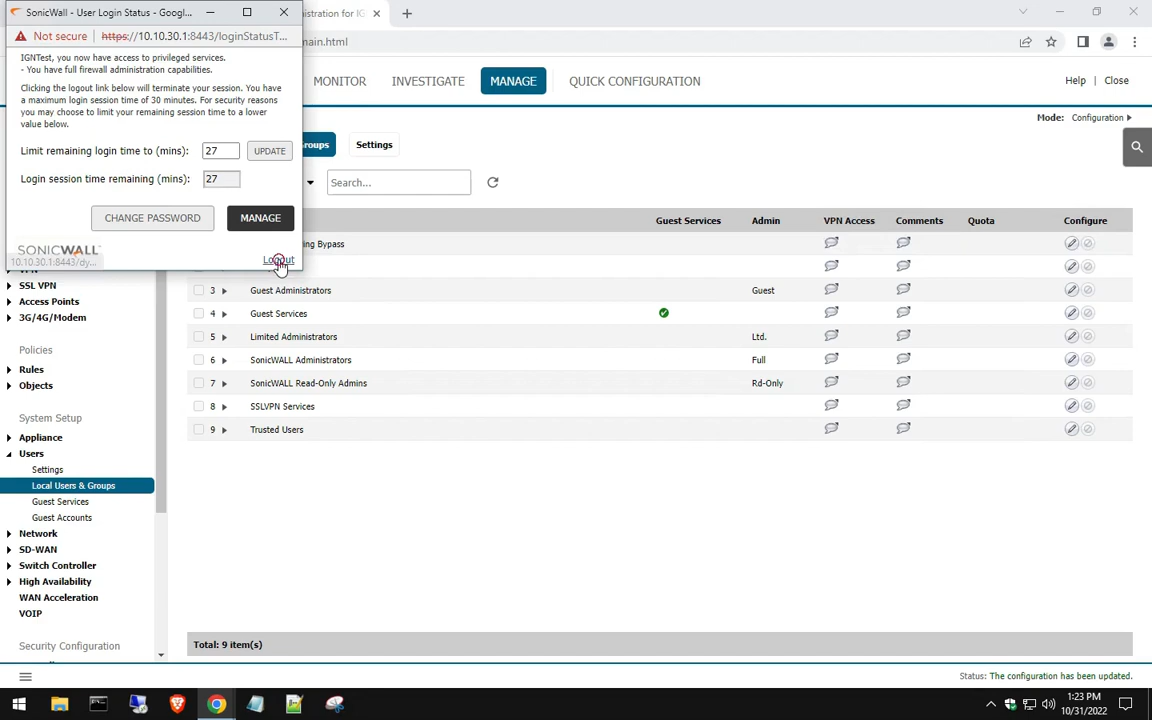 SonicWall - User Login Status - Googl...
istration for IG
Not secure | https://10.10.30.1:8443/loginStatusT...
nain.html
IGNTest, you now have access to privileged services.
- You have full firewall administration capabilities.
Clicking the logout link below will terminate your session. You have
a maximum login session time of 30 minutes. For security reasons
you may choose to limit your remaining session time to a lower
value below.
Limit remaining login time to (mins): 27 UPDATE
Login session time remaining (mins): 27
CHANGE PASSWORD MANAGE
SONICWALL
Logout
10.10.30.1:8443/dy...
MONITOR INVESTIGATE MANAGE QUICK CONFIGURATION Help | Close
Mode: Configuration
roups Settings
Search...
Guest Services Admin VPN Access Comments Quota Configure
ing Bypass
3 Guest Administrators Guest
4 Guest Services
5 Limited Administrators Ltd.
6 SonicWALL Administrators Full
7 SonicWALL Read-Only Admins Rd-Only
8 SSLVPN Services
9 Trusted Users
Total: 9 item(s)
SSL VPN
Access Points
3G/4G/Modem
Policies
Rules
Objects
System Setup
Appliance
Users
Settings
Local Users & Groups
Guest Services
Guest Accounts
Network
SD-WAN
Switch Controller
High Availability
WAN Acceleration
VOIP
Security Configuration
Status: The configuration has been updated.
1:23 PM
10/31/2022